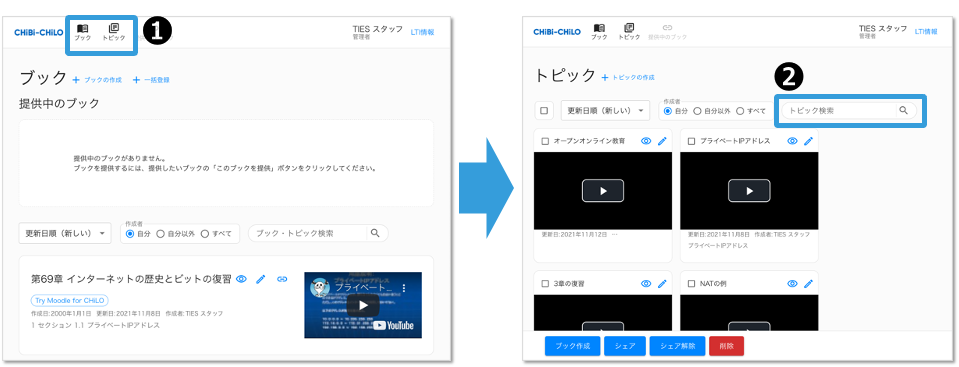 CHiBi-CHiLO
ブック
トピック
❶
TIES スタッフ
管理者
LTI情報
ブック
ブックの作成
一括登録
提供中のブック
提供中のブックがありません。
ブックを提供するには、提供したいブックの「このブックを提供」ボタンをクリックしてください。
更新日順（新しい）
作成者
自分
自分以外
すべて
ブック・トピック検索
第69章 インターネットの歴史とビットの復習
Try Moodle for CHiLO
作成日:2000年1月1日 更新日:2021年11月8日 作成者:TIES スタッフ
1 セクション 1.1 プライベートIPアドレス
プライベート...
YouTube
CHiBi-CHiLO
ブック
トピック
提供中のブック
TIES スタッフ
管理者
LTI情報
トピック
トピックの作成
❷
更新日順（新しい）
作成者
自分
自分以外
すべて
トピック検索
オープンオンライン教育
更新日:2021年11月12日 ...
プライベートIPアドレス
更新日:2021年11月8日 作成者:TIES スタッフ
プライベートIPアドレス
3章の復習
NATの例
ブック作成
シェア
シェア解除
削除